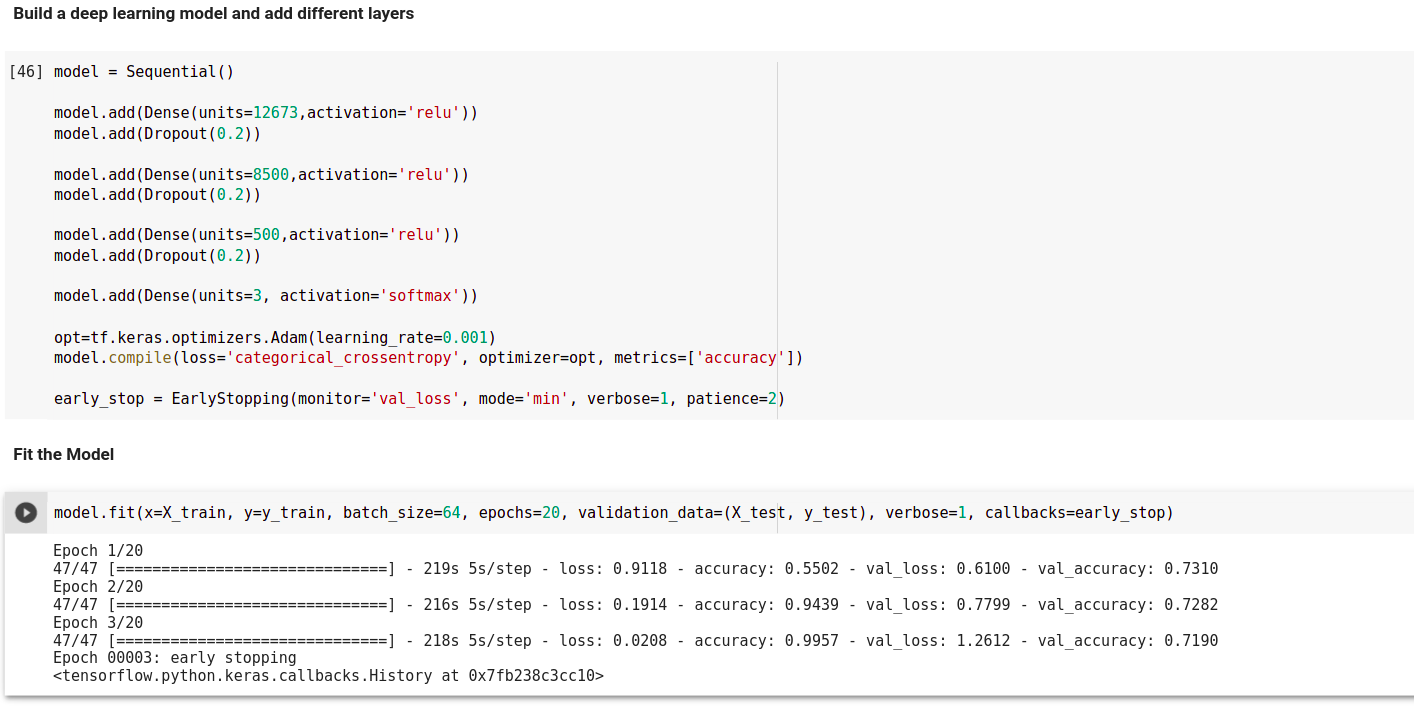 Build a deep learning model and add different layers
[46] model = Sequential()
model.add(Dense(units=12673,activation='relu'))
model.add(Dropout(0.2))
model.add(Dense(units=8500,activation='relu'))
model.add(Dropout(0.2))
model.add(Dense(units=500,activation='relu'))
model.add(Dropout(0.2))
model.add(Dense(units=3, activation='softmax'))
opt=tf.keras.optimizers.Adam(learning_rate=0.001)
model.compile(loss='categorical_crossentropy', optimizer=opt, metrics=['accuracy'])
early_stop = EarlyStopping(monitor='val_loss', mode='min', verbose=1, patience=2)
Fit the Model
model.fit(x=X_train, y=y_train, batch_size=64, epochs=20, validation_data=(X_test, y_test), verbose=1, callbacks=early_stop)
Epoch 1/20
47/47 [==============================] - 219s 5s/step - loss: 0.9118 - accuracy: 0.5502 - val_loss: 0.6100 - val_accuracy: 0.7310
Epoch 2/20
47/47 [==============================] - 216s 5s/step - loss: 0.1914 - accuracy: 0.9439 - val_loss: 0.7799 - val_accuracy: 0.7282
Epoch 3/20
47/47 [==============================] - 218s 5s/step - loss: 0.0208 - accuracy: 0.9957 - val_loss: 1.2612 - val_accuracy: 0.7190
Epoch 00003: early stopping
<tensorflow.python.keras.callbacks.History at 0x7fb238c3cc10>